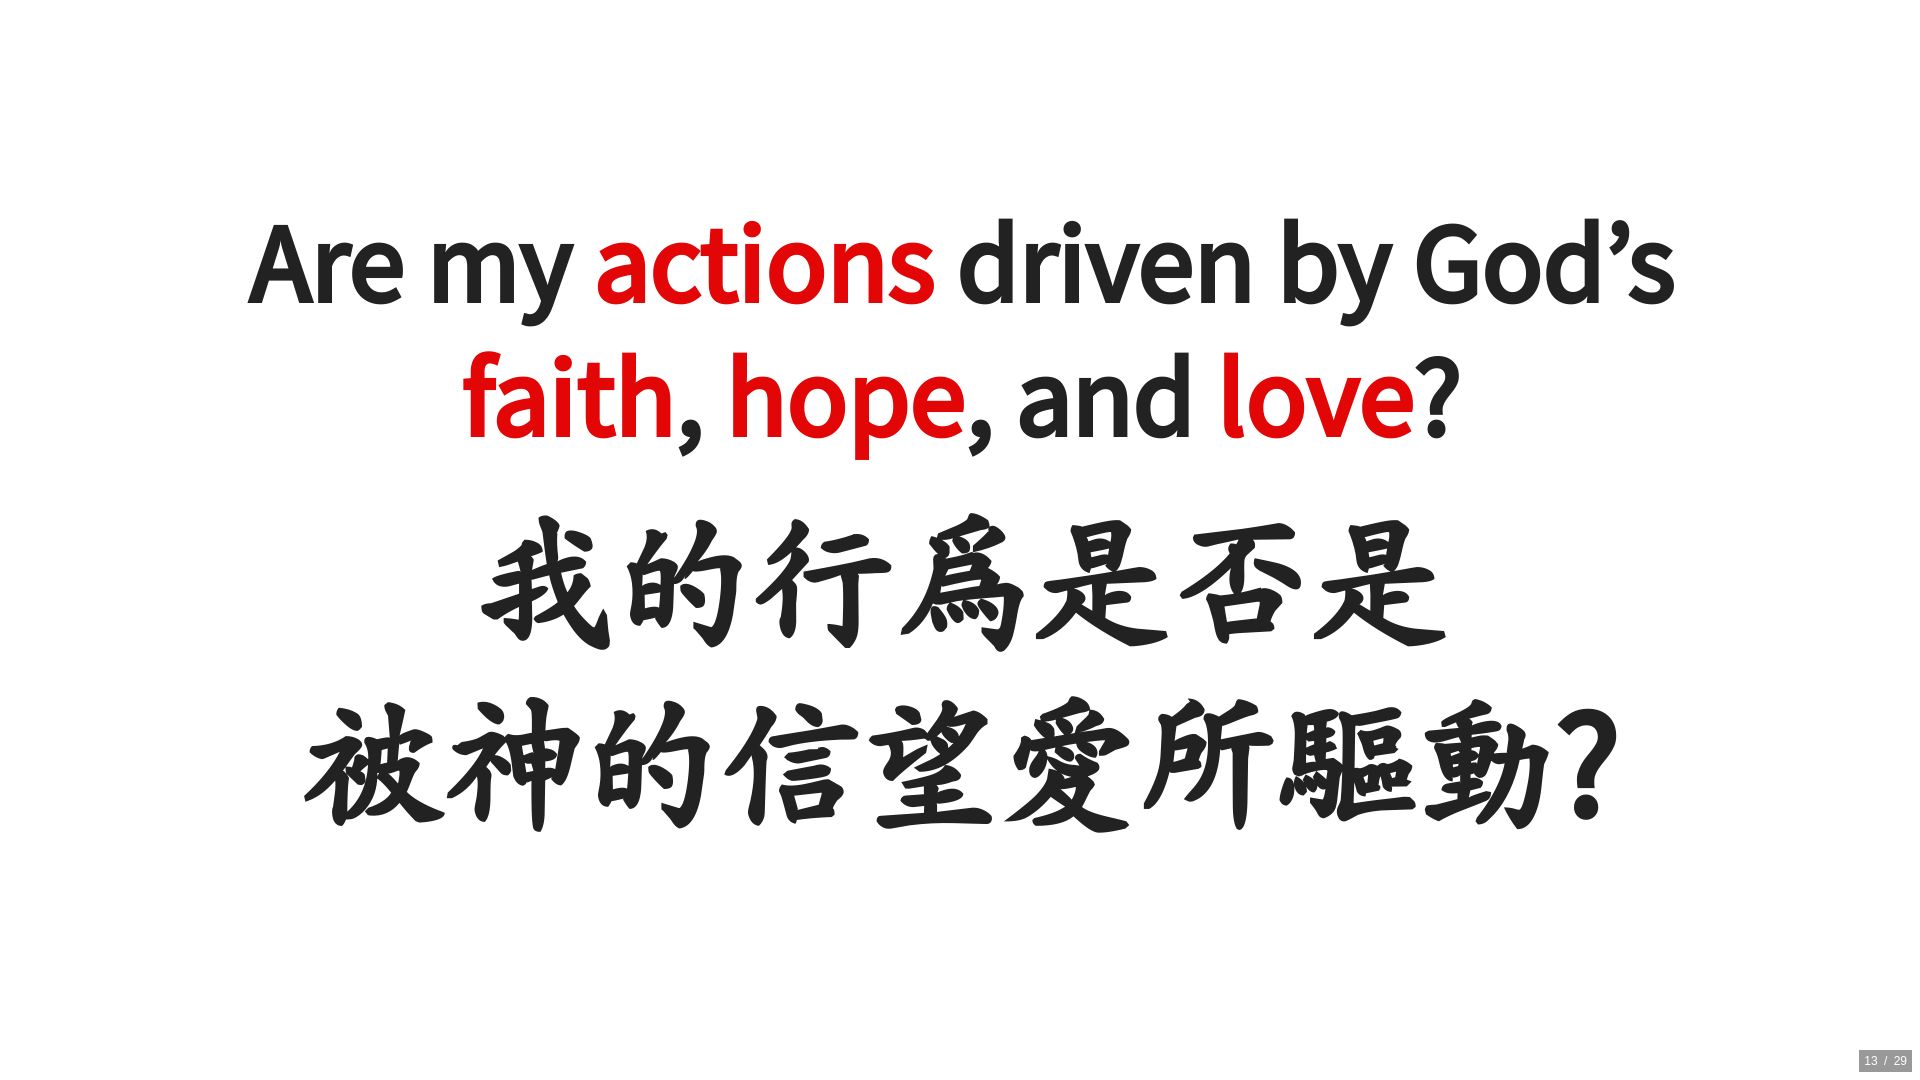 Are my actions driven by God’s
faith, hope, and love?
我的行爲是否是
被神的信望愛所驅動?
13 / 29